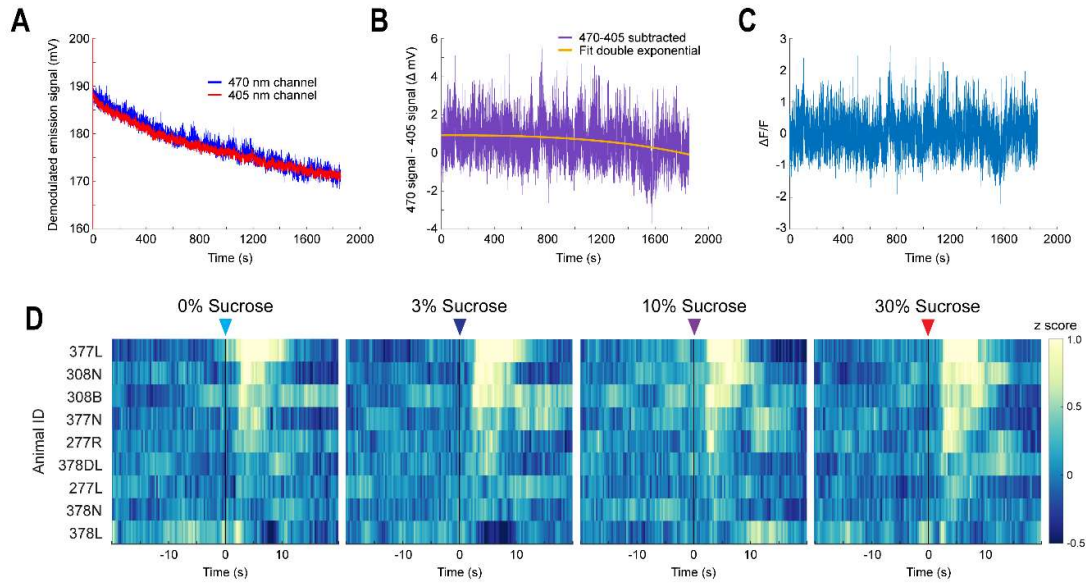 A
Demodulated emission signal (mV)
200
190
180
170
160
470 nm channel
405 nm channel
0 400 800 1200 1600 2000
Time (s)
B
470 signal - 405 signal (Δ mV)
6
4
2
0
-2
-4
470-405 subtracted
Fit double exponential
0 400 800 1200 1600 2000
Time (s)
C
ΔF/F
3
2
1
0
-1
-2
-3
0 400 800 1200 1600 2000
Time (s)
D
0% Sucrose 3% Sucrose 10% Sucrose 30% Sucrose
z score
Animal ID
377L
308N
308B
377N
277R
378DL
277L
378N
378L
1.0
0.5
0
-0.5
-10 0 10 -10 0 10 -10 0 10 -10 0 10
Time (s) Time (s) Time (s) Time (s)